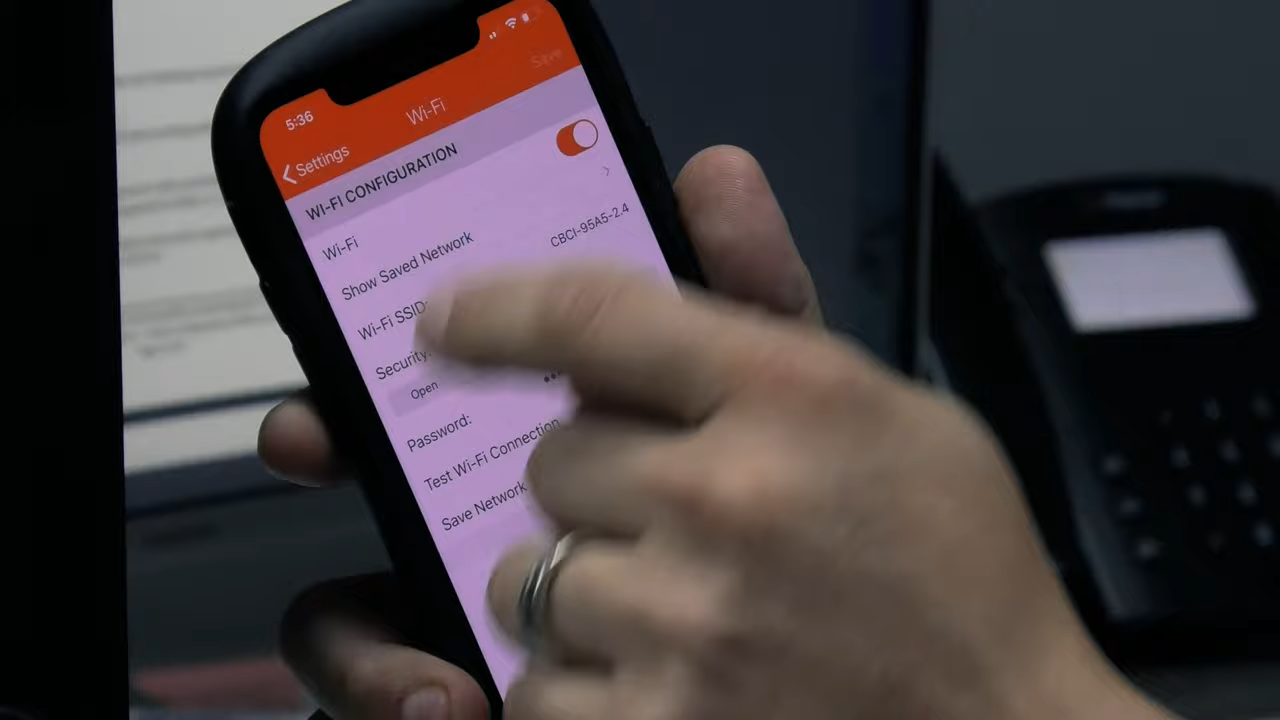 5:36
Wi-Fi
Save
Settings
WI-FI CONFIGURATION
Wi-Fi
Show Saved Network
Wi-Fi SSID: CBCI-95A5-2.4
Security:
Open
Password:
Test Wi-Fi Connection
Save Network